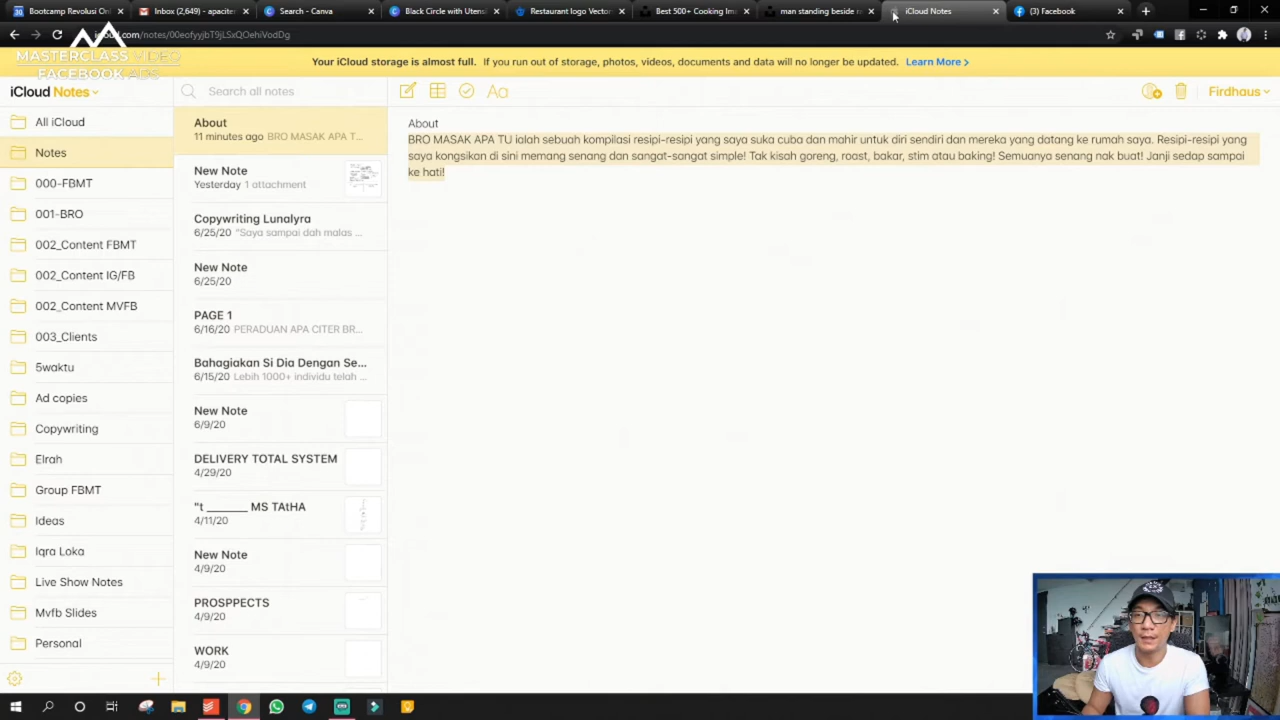 Bootcamp Revolusi Onl
Inbox (2,649) - apacite
Search - Canva
Black Circle with Utens
Restaurant logo Vector
Best 500+ Cooking Ima
man standing beside r
iCloud Notes
(3) Facebook
icloud.com/notes/00eofyyjbT9jLSxQOehiVodDg
MASTERCLASS VIDEO
FACEBOOK ADS
Your iCloud storage is almost full. If you run out of storage, photos, videos, documents and data will no longer be updated. Learn More >
iCloud Notes
Search all notes
Aa
Firdhaus
All iCloud
Notes
000-FBMT
001-BRO
002_Content FBMT
002_Content IG/FB
002_Content MVFB
003_Clients
5waktu
Ad copies
Copywriting
Elrah
Group FBMT
Ideas
Iqra Loka
Live Show Notes
Mvfb Slides
Personal
About
11 minutes ago BRO MASAK APA T...
New Note
Yesterday 1 attachment
Copywriting Lunalyra
6/25/20 "Saya sampai dah malas ...
New Note
6/25/20
PAGE 1
6/16/20 PERADUAN APA CITER BR...
Bahagiakan Si Dia Dengan Se...
6/15/20 Lebih 1000+ individu telah ...
New Note
6/9/20
DELIVERY TOTAL SYSTEM
4/29/20
"t _______ MS TAtHA
4/11/20
New Note
4/9/20
PROSPPECTS
4/9/20
WORK
4/9/20
About
BRO MASAK APA TU ialah sebuah kompilasi resipi-resipi yang saya suka cuba dan mahir untuk diri sendiri dan mereka yang datang ke rumah saya. Resipi-resipi yang
saya kongsikan di sini memang senang dan sangat-sangat simple! Tak kisah goreng, roast, bakar, stim atau baking! Semuanya senang nak buat! Janji sedap sampai
ke hati!